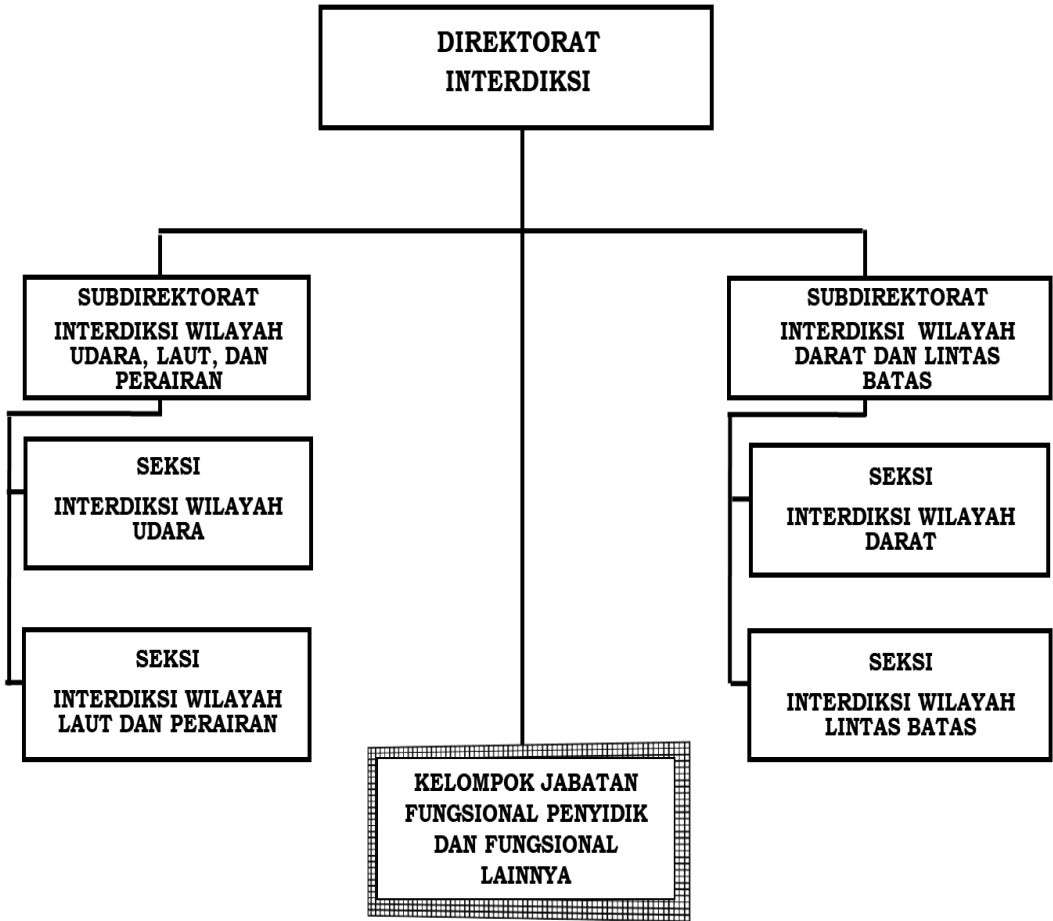 DIREKTORAT
INTERDIKSI
SUBDIREKTORAT
INTERDIKSI WILAYAH
UDARA, LAUT, DAN
PERAIRAN
SEKSI
INTERDIKSI WILAYAH
UDARA
SEKSI
INTERDIKSI WILAYAH
LAUT DAN PERAIRAN
SUBDIREKTORAT
INTERDIKSI WILAYAH
DARAT DAN LINTAS
BATAS
SEKSI
INTERDIKSI WILAYAH
DARAT
SEKSI
INTERDIKSI WILAYAH
LINTAS BATAS
KELOMPOK JABATAN
FUNGSIONAL PENYIDIK
DAN FUNGSIONAL
LAINNYA